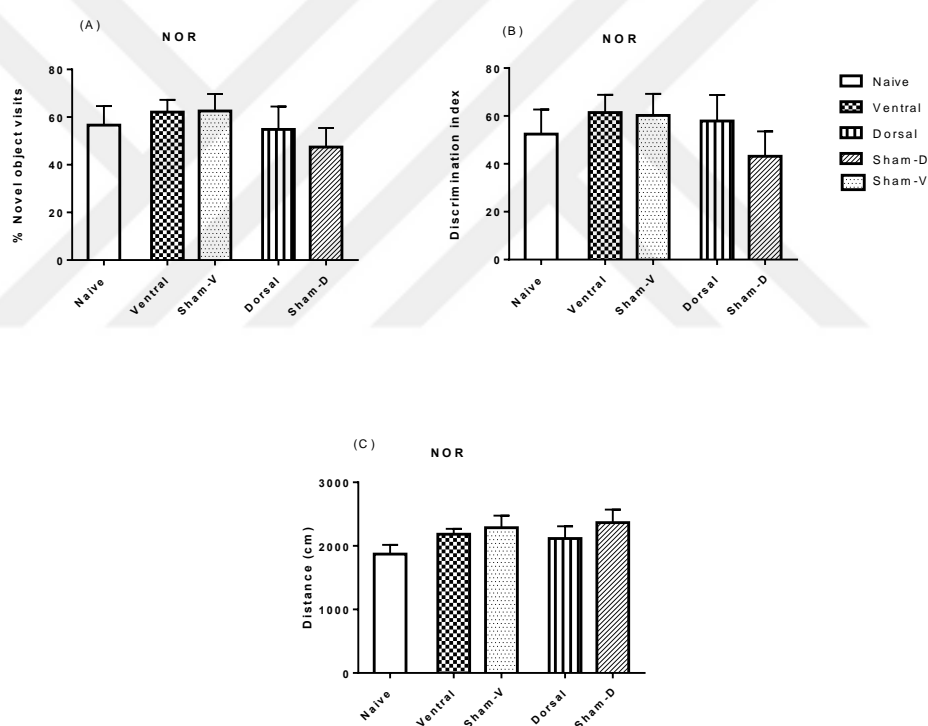 (A)
NOR
% Novel object visits
80
60
40
20
0
Naive
Ventral
Sham-V
Dorsal
Sham-D
(B)
NOR
Discrimination index
80
60
40
20
0
Naive
Ventral
Sham-V
Dorsal
Sham-D
Naive
Ventral
Dorsal
Sham-D
Sham-V
(C)
NOR
Distance (cm)
3000
2000
1000
0
Naive
Ventral
Sham-V
Dorsal
Sham-D